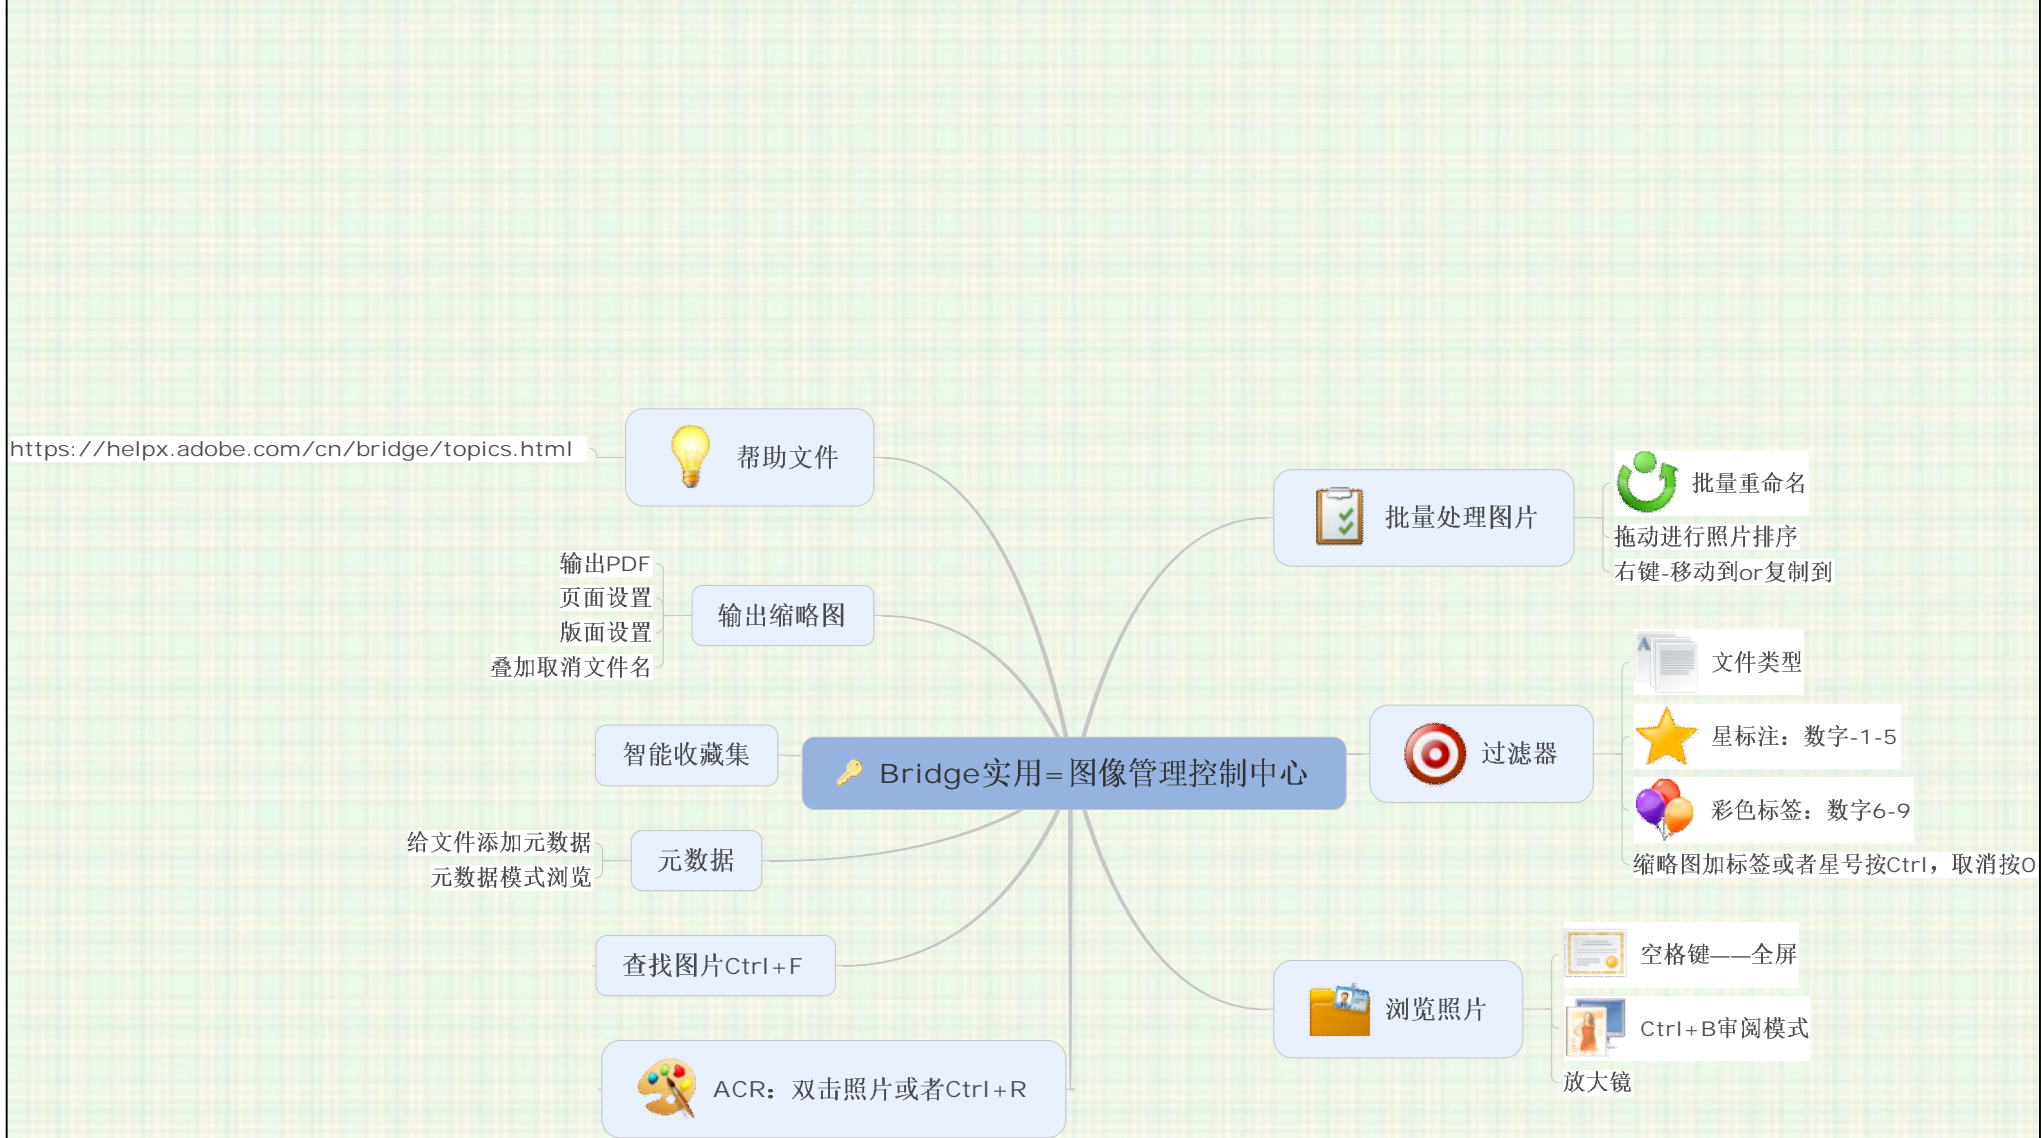 Bridge实用=图像管理控制中心
批量处理图片
批量重命名
拖动进行照片排序
右键-移动到or复制到
过滤器
文件类型
星标注：数字-1-5
彩色标签：数字6-9
缩略图加标签或者星号按Ctrl，取消按0
浏览照片
空格键——全屏
Ctrl+B审阅模式
放大镜
帮助文件
https://helpx.adobe.com/cn/bridge/topics.html
输出缩略图
输出PDF
页面设置
版面设置
叠加取消文件名
智能收藏集
元数据
给文件添加元数据
元数据模式浏览
查找图片Ctrl+F
ACR：双击照片或者Ctrl+R